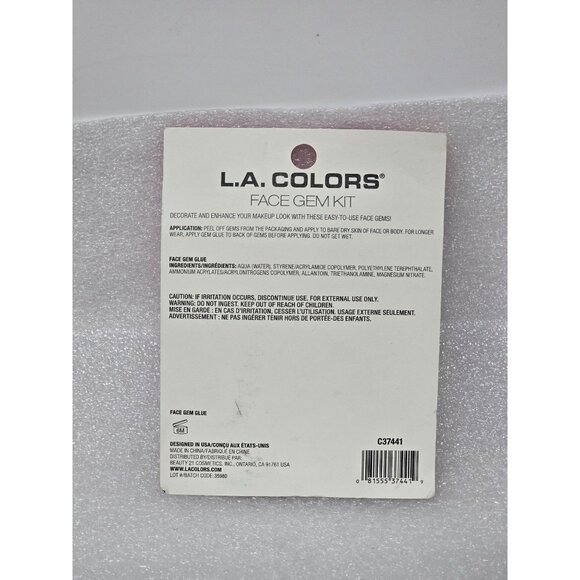 L.A. COLORS®
FACE GEM KIT
DECORATE AND ENHANCE YOUR MAKEUP LOOK WITH THESE EASY-TO-USE FACE GEMS!
APPLICATION: PEEL OFF GEMS FROM THE PACKAGING AND APPLY TO BARE DRY SKIN OF FACE OR BODY. FOR LONGER
WEAR, APPLY GEM GLUE TO BACK OF GEMS BEFORE APPLYING. DO NOT GET WET.
FACE GEM GLUE
INGREDIENTS/INGRÉDIENTS: AQUA (WATER), STYRENE/ACRYLAMIDE COPOLYMER, POLYETHYLENE TEREPHTHALATE,
AMMONIUM ACRYLATES/ACRYLONITROGENS COPOLYMER, ALLANTOIN, TRIETHANOLAMINE, MAGNESIUM NITRATE.
CAUTION: IF IRRITATION OCCURS, DISCONTINUE USE. FOR EXTERNAL USE ONLY.
WARNING: DO NOT INGEST. KEEP OUT OF REACH OF CHILDREN.
MISE EN GARDE : EN CAS D'IRRITATION, CESSER L'UTILISATION. USAGE EXTERNE SEULEMENT.
ADVERTISSEMENT : NE PAS INGÉRER TENIR HORS DE PORTÉE-DES ENFANTS.
FACE GEM GLUE
DESIGNED IN USA/CONÇU AUX ÉTATS-UNIS
MADE IN CHINA/FABRIQUÉ EN CHINE
DISTRIBUTED BY/DISTRIBUÉ PAR:
BEAUTY 21 COSMETICS, INC., ONTARIO, CA 91761 USA
WWW.LACOLORS.COM
LOT #/BATCH CODE: 35980
C37441
0 81555 37441 9